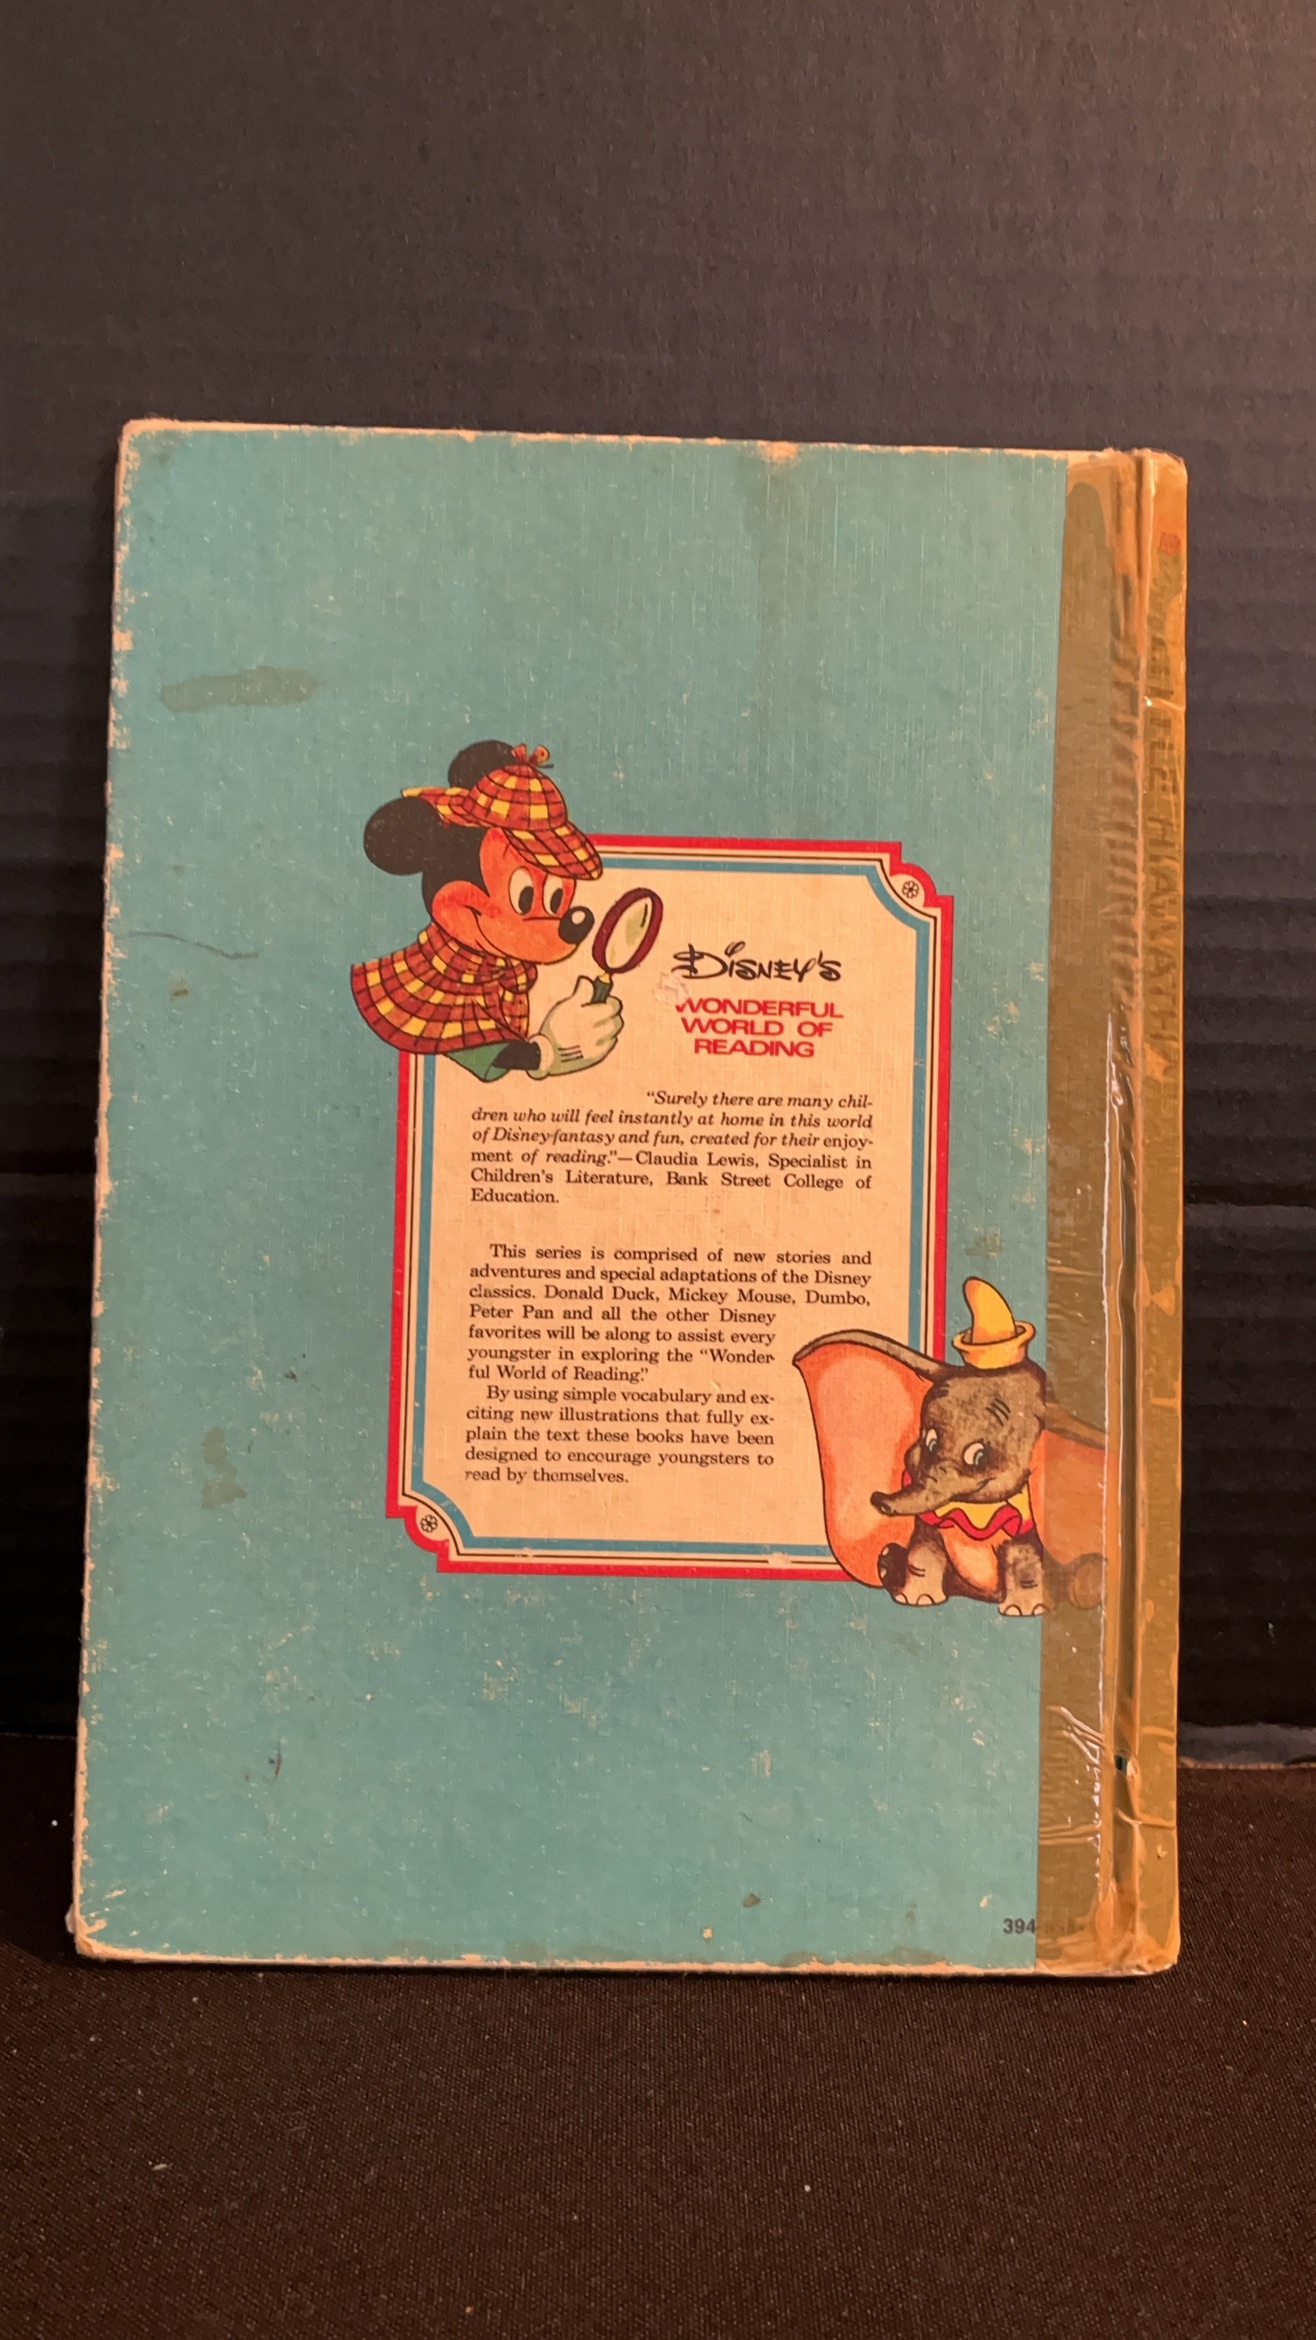 DISNEY'S
WONDERFUL
WORLD OF
READING
"Surely there are many chil-
dren who will feel instantly at home in this world
of Disney fantasy and fun, created for their enjoy-
ment of reading."—Claudia Lewis, Specialist in
Children's Literature, Bank Street College of
Education.
This series is comprised of new stories and
adventures and special adaptations of the Disney
classics. Donald Duck, Mickey Mouse, Dumbo,
Peter Pan and all the other Disney
favorites will be along to assist every
youngster in exploring the "Wonder-
ful World of Reading."
By using simple vocabulary and ex-
citing new illustrations that fully ex-
plain the text these books have been
designed to encourage youngsters to
read by themselves.
394